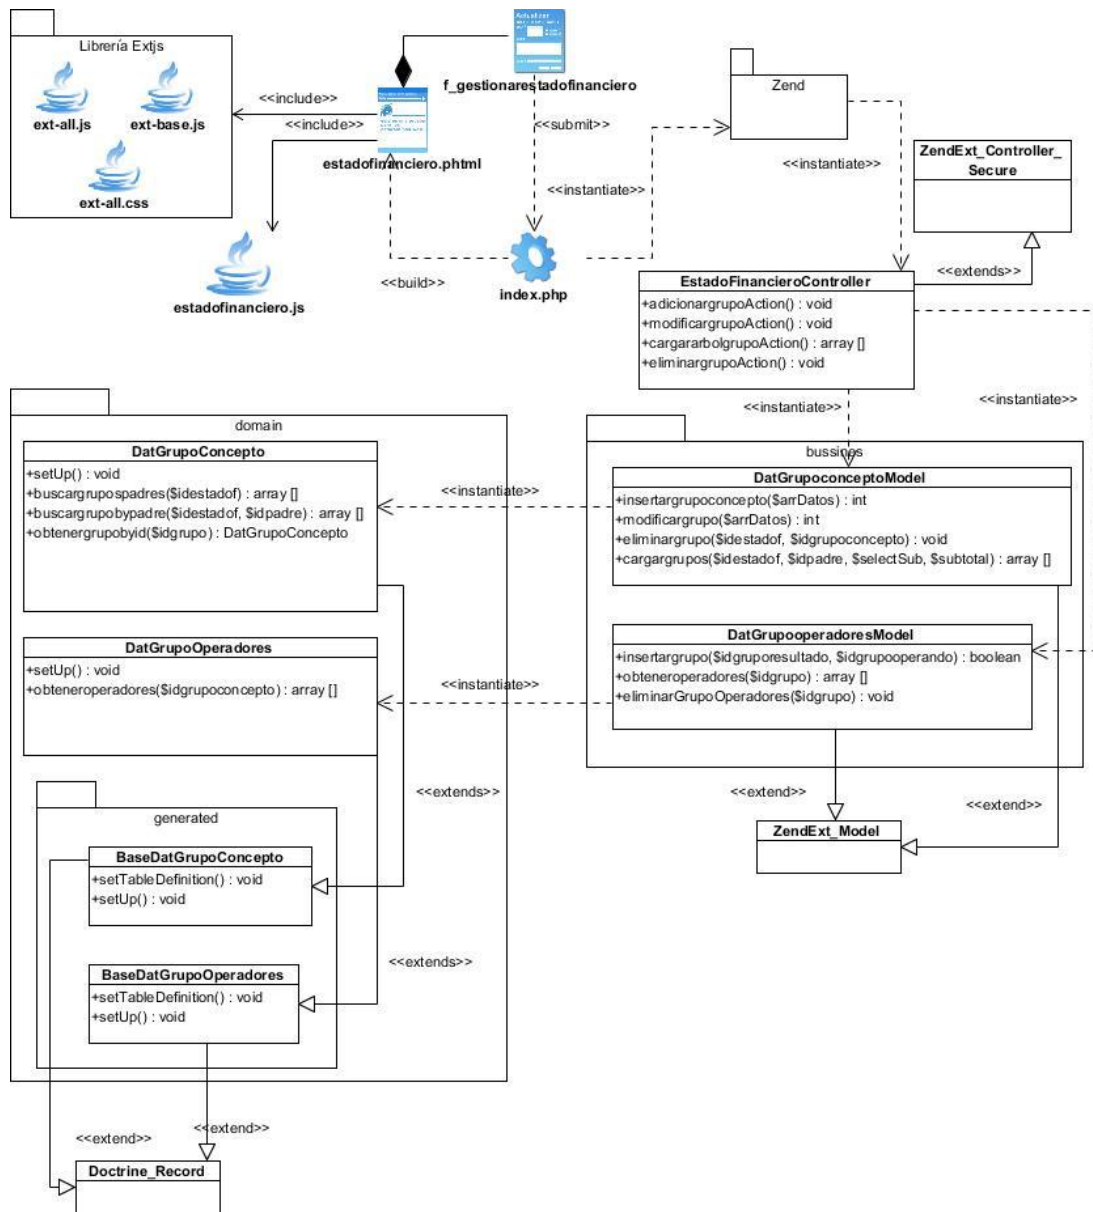 Librería Extjs
ext-all.js
ext-base.js
ext-all.css
<<include>>
<<include>>
estadofinanciero.phtml
estadofinanciero.js
Actualizar
f_gestionarestadofinanciero
<<submit>>
<<instantiate>>
<<build>>
index.php
Zend
<<instantiate>>
ZendExt_Controller_
Secure
<<extends>>
EstadoFinancieroController
+adicionargrupoAction() : void
+modificargrupoAction() : void
+cargararbolgrupoAction() : array []
+eliminargrupoAction() : void
<<instantiate>>
<<instantiate>>
domain
DatGrupoConcepto
+setUp() : void
+buscargrupospadres($idestadof) : array []
+buscargrupobypadre($idestadof, $idpadre) : array []
+obtenergrupobyid($idgrupo) : DatGrupoConcepto
<<instantiate>>
bussines
DatGrupoconceptoModel
+insertargrupoconcepto($arrDatos) : int
+modificargrupo($arrDatos) : int
+eliminargrupo($idestadof, $idgrupoconcepto) : void
+cargargrupos($idestadof, $idpadre, $selectSub, $subtotal) : array []
DatGrupoOperadores
+setUp() : void
+obteneroperadores($idgrupoconcepto) : array []
<<instantiate>>
DatGrupooperadoresModel
+insertargrupo($idgruporesultado, $idgrupooperando) : boolean
+obteneroperadores($idgrupo) : array []
+eliminarGrupoOperadores($idgrupo) : void
<<extends>>
<<extend>>
<<extend>>
ZendExt_Model
generated
BaseDatGrupoConcepto
+setTableDefinition() : void
+setUp() : void
<<extends>>
BaseDatGrupoOperadores
+setTableDefinition() : void
+setUp() : void
<<extend>>
<<extend>>
Doctrine_Record